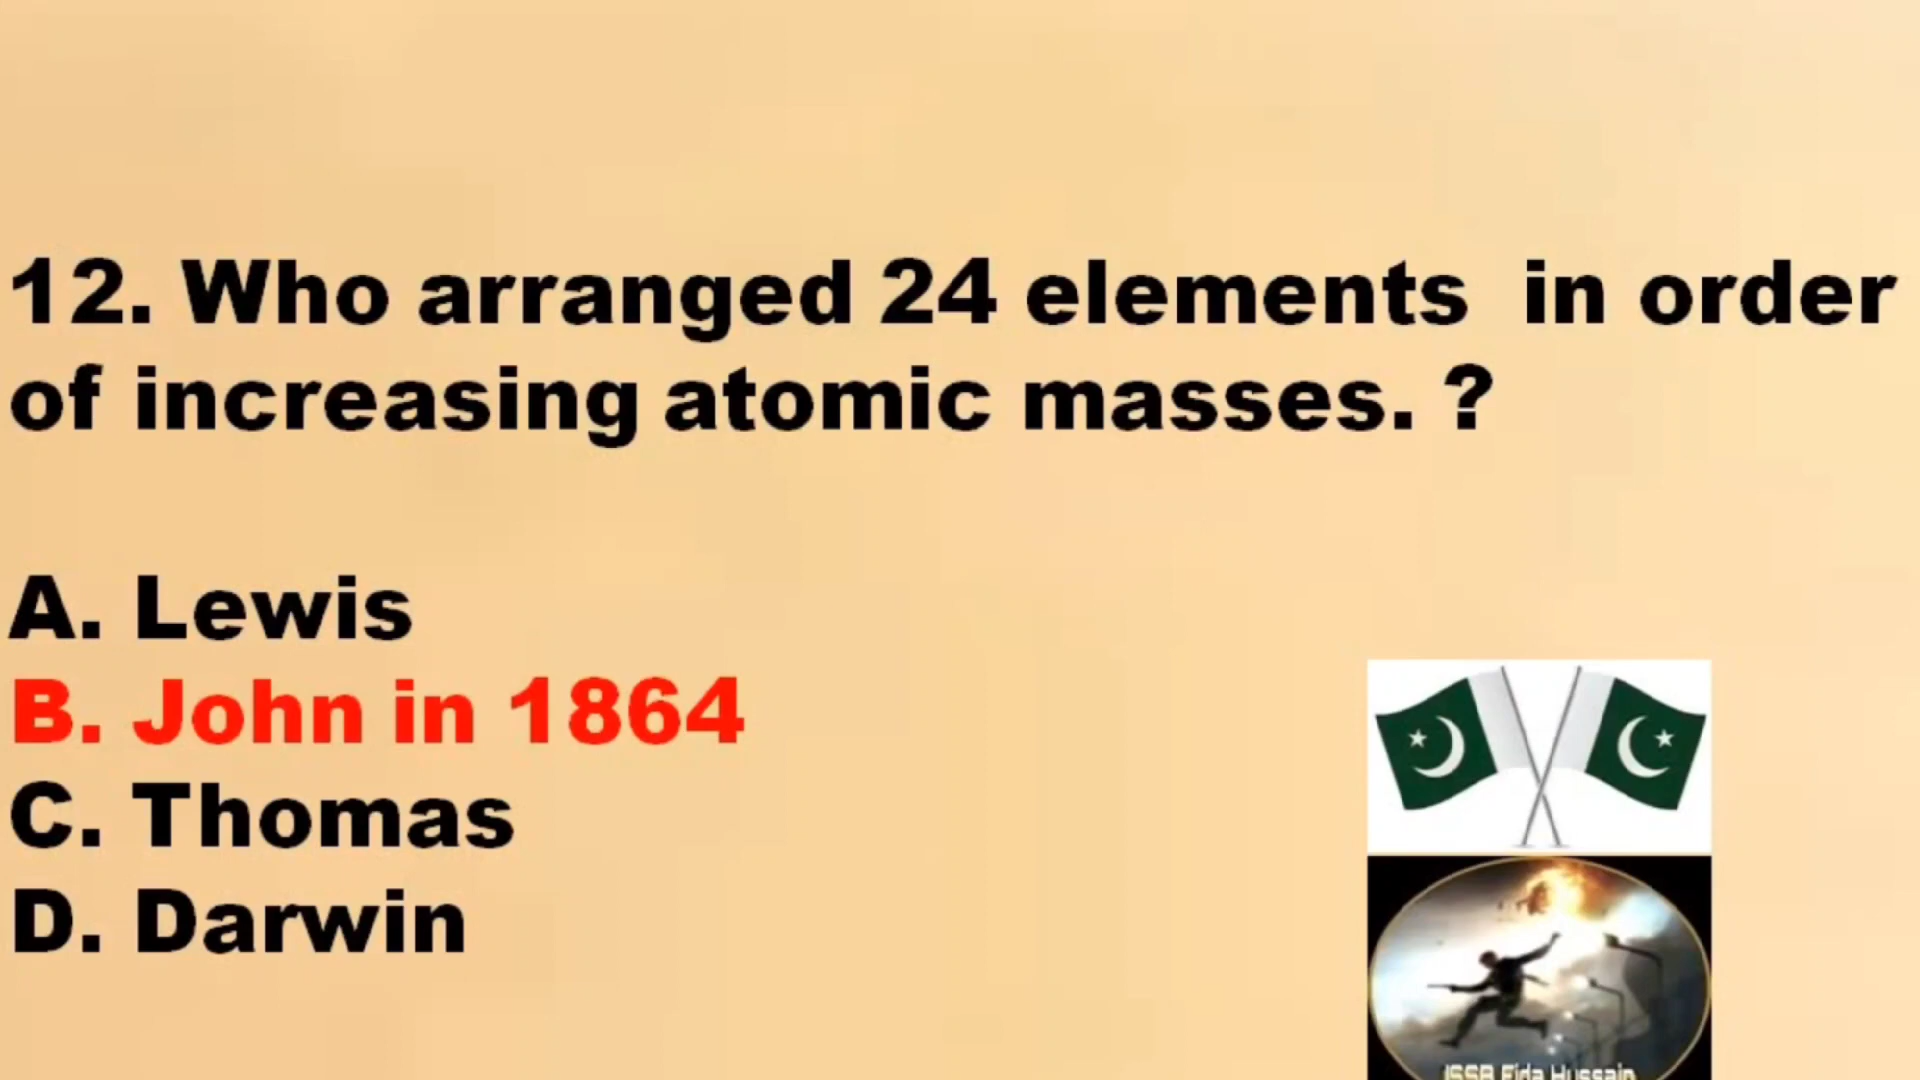 12. Who arranged 24 elements  in order
of increasing atomic masses. ?
A. Lewis
B. John in 1864
C. Thomas
D. Darwin
ISSB Fida Hussain